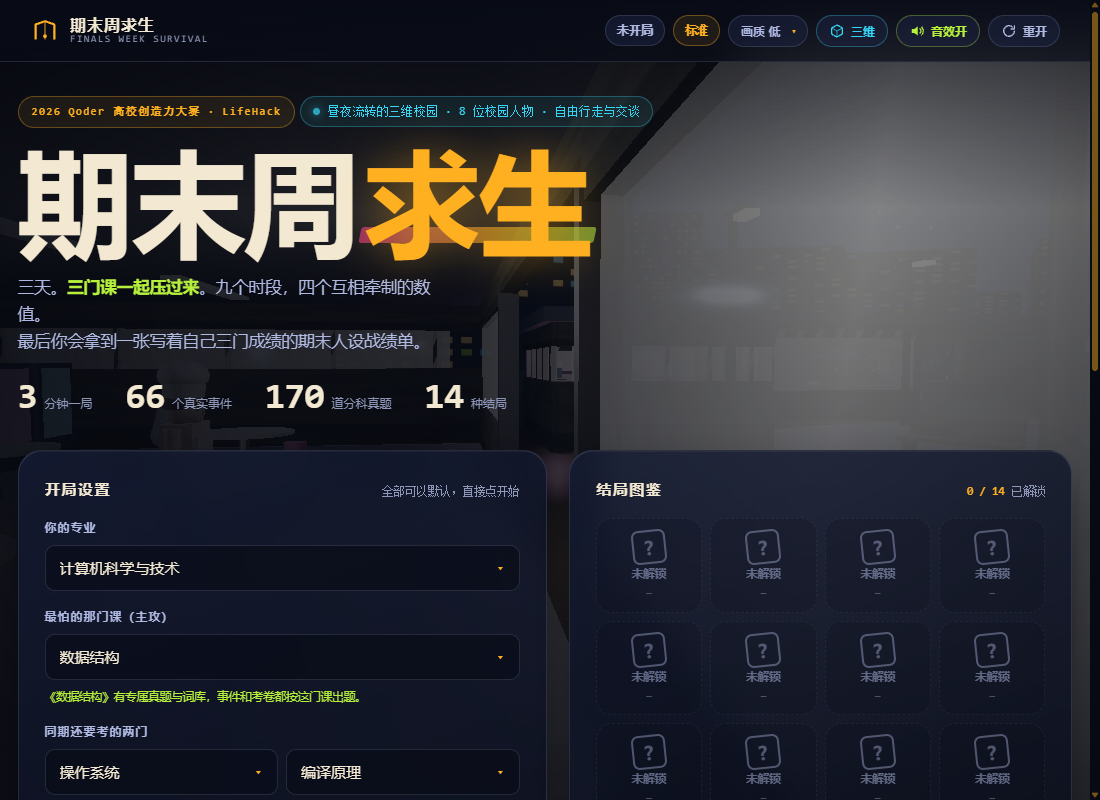 期末周求生
FINALS WEEK SURVIVAL
未开局
标准
画质 低
三维
音效开
重开
2026 Qoder 高校创造力大赛 · LifeHack
昼夜流转的三维校园 · 8 位校园人物 · 自由行走与交谈
期末周求生
三天。三门课一起压过来。九个时段，四个互相牵制的数
值。
最后你会拿到一张写着自己三门成绩的期末人设战绩单。
3 分钟一局 66 个真实事件 170 道分科真题 14 种结局
开局设置
全部可以默认，直接点开始
你的专业
计算机科学与技术
最怕的那门课（主攻）
数据结构
《数据结构》有专属真题与词库，事件和考卷都按这门课出题。
同期还要考的两门
操作系统
编译原理
结局图鉴
0 / 14 已解锁
? ? ? ?
未解锁 未解锁 未解锁 未解锁
– – – –
? ? ? ?
未解锁 未解锁 未解锁 未解锁
– – – –
? ? ? ?
未解锁 未解锁 未解锁 未解锁
– – – –